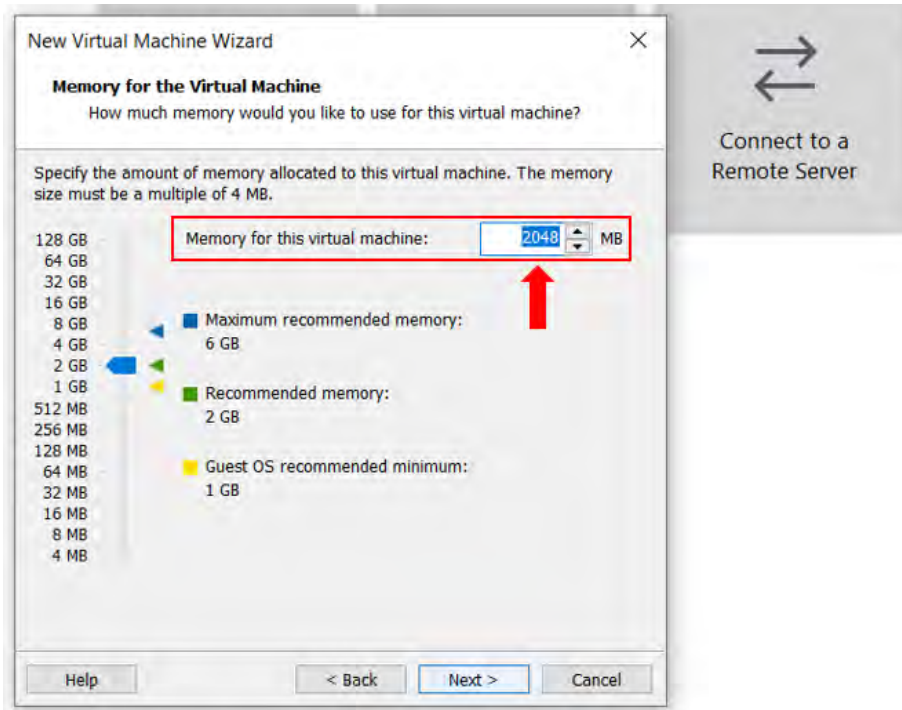 New Virtual Machine Wizard
Memory for the Virtual Machine
How much memory would you like to use for this virtual machine?
Specify the amount of memory allocated to this virtual machine. The memory
size must be a multiple of 4 MB.
Memory for this virtual machine: 2048 MB
128 GB
64 GB
32 GB
16 GB
8 GB
4 GB
2 GB
1 GB
512 MB
256 MB
128 MB
64 MB
32 MB
16 MB
8 MB
4 MB
Maximum recommended memory:
6 GB
Recommended memory:
2 GB
Guest OS recommended minimum:
1 GB
Help
< Back
Next >
Cancel
Connect to a
Remote Server